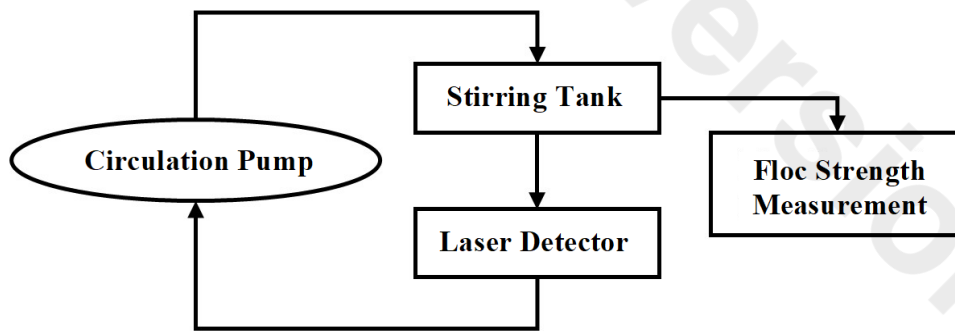 Stirring Tank
Circulation Pump
Floc Strength
Measurement
Laser Detector